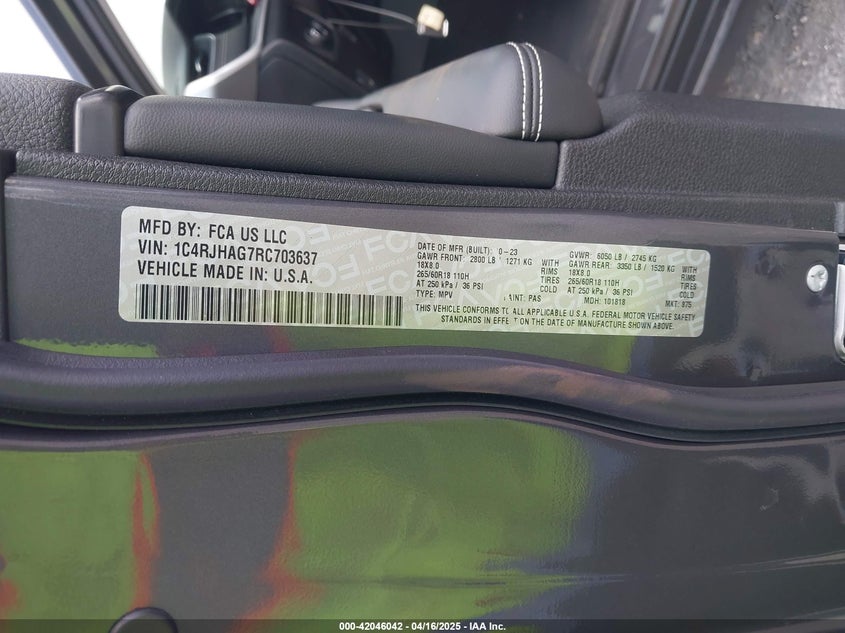 MFD BY: FCA US LLC
VIN: 1C4RJHAG7RC703637
VEHICLE MADE IN U.S.A.
DATE OF MFR (BUILT): 0-23 GVWR: 6050 LB / 2745 KG
GAWR FRONT: 2800 LB 1271 KG WITH GAWR REAR: 3350 LB / 1520 KG WITH
18X8.0 RIMS 18X8.0 RIMS
265/60R18 110H TIRES 265/60R18 110H TIRES
AT 250 kPa / 36 PSI COLD AT 250 kPa / 36 PSI COLD
TYPE: MPV AINT: PAS MDH: 101818 MKT: 875
THIS VEHICLE CONFORMS TO ALL APPLICABLE U.S.A. FEDERAL MOTOR VEHICLE SAFETY
STANDARDS IN EFFECT ON THE DATE OF MANUFACTURE SHOWN ABOVE.
000-42046042 - 04/16/2025 - IAA Inc.